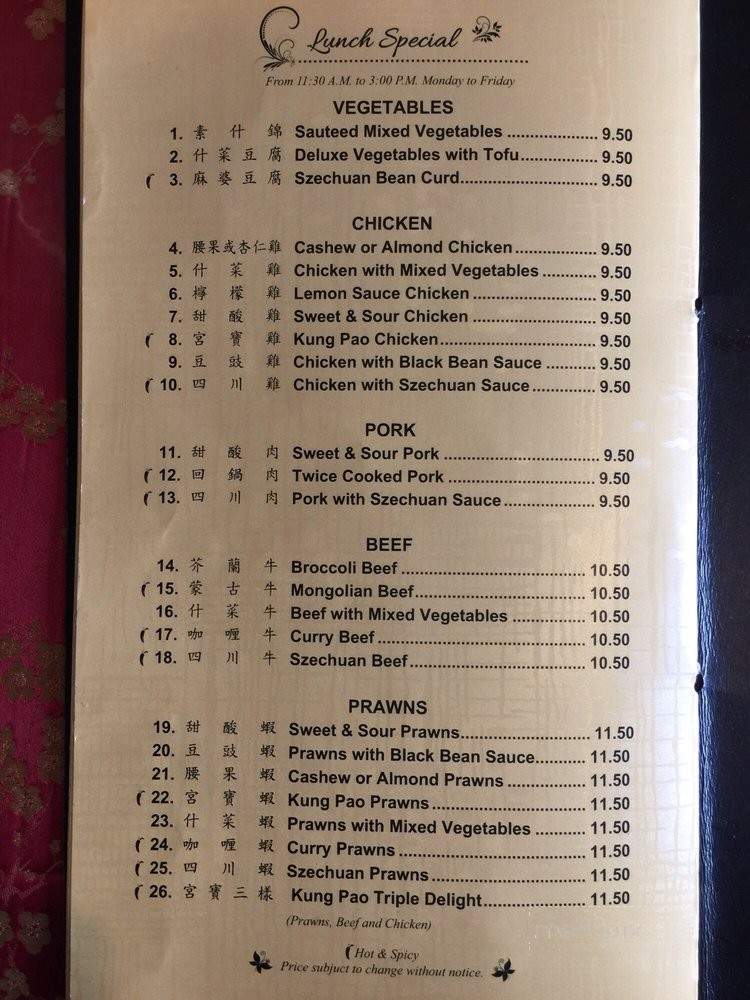 Lunch Special
From 11:30 A.M. to 3:00 P.M. Monday to Friday
VEGETABLES
1. 素什錦 Sauteed Mixed Vegetables .................... 9.50
2. 什菜豆腐 Deluxe Vegetables with Tofu................. 9.50
3. 麻婆豆腐 Szechuan Bean Curd.............................. 9.50
CHICKEN
4. 腰果或杏仁雞 Cashew or Almond Chicken.................. 9.50
5. 什菜雞 Chicken with Mixed Vegetables ............ 9.50
6. 檸檬雞 Lemon Sauce Chicken ........................... 9.50
7. 甜酸雞 Sweet & Sour Chicken ........................... 9.50
8. 宮寶雞 Kung Pao Chicken.................................. 9.50
9. 豆豉雞 Chicken with Black Bean Sauce ........... 9.50
10. 四川雞 Chicken with Szechuan Sauce.............. 9.50
PORK
11. 甜酸肉 Sweet & Sour Pork .................................. 9.50
12. 回鍋肉 Twice Cooked Pork ................................ 9.50
13. 四川肉 Pork with Szechuan Sauce.................... 9.50
BEEF
14. 芥蘭牛 Broccoli Beef ........................................ 10.50
15. 蒙古牛 Mongolian Beef..................................... 10.50
16. 什菜牛 Beef with Mixed Vegetables ................ 10.50
17. 咖喱牛 Curry Beef ............................................. 10.50
18. 四川牛 Szechuan Beef...................................... 10.50
PRAWNS
19. 甜酸蝦 Sweet & Sour Prawns............................ 11.50
20. 豆豉蝦 Prawns with Black Bean Sauce........... 11.50
21. 腰果蝦 Cashew or Almond Prawns ................. 11.50
22. 宮寶蝦 Kung Pao Prawns.................................. 11.50
23. 什菜蝦 Prawns with Mixed Vegetables ........... 11.50
24. 咖喱蝦 Curry Prawns ........................................ 11.50
25. 四川蝦 Szechuan Prawns.................................. 11.50
26. 宮寶三樣 Kung Pao Triple Delight...................... 11.50
(Prawns, Beef and Chicken)
Hot & Spicy
Price subjuct to change without notice.